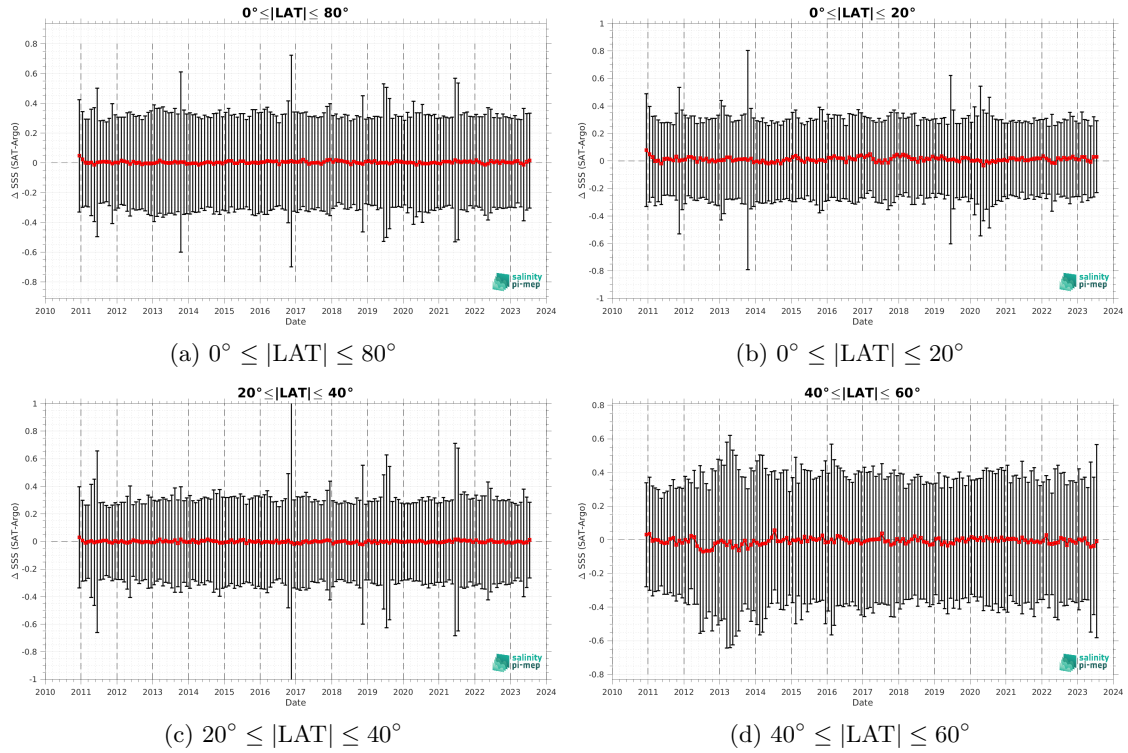 0°≤|LAT|≤ 80°
Δ SSS (SAT-Argo)
0.8
0.6
0.4
0.2
0
-0.2
-0.4
-0.6
-0.8
salinity
pi-mep
2010 2011 2012 2013 2014 2015 2016 2017 2018 2019 2020 2021 2022 2023 2024
Date
(a) 0° ≤ |LAT| ≤ 80°
0°≤|LAT|≤ 20°
Δ SSS (SAT-Argo)
1
0.8
0.6
0.4
0.2
0
-0.2
-0.4
-0.6
-0.8
-1
salinity
pi-mep
2010 2011 2012 2013 2014 2015 2016 2017 2018 2019 2020 2021 2022 2023 2024
Date
(b) 0° ≤ |LAT| ≤ 20°
20°≤|LAT|≤ 40°
Δ SSS (SAT-Argo)
1
0.8
0.6
0.4
0.2
0
-0.2
-0.4
-0.6
-0.8
-1
salinity
pi-mep
2010 2011 2012 2013 2014 2015 2016 2017 2018 2019 2020 2021 2022 2023 2024
Date
(c) 20° ≤ |LAT| ≤ 40°
40°≤|LAT|≤ 60°
Δ SSS (SAT-Argo)
0.8
0.6
0.4
0.2
0
-0.2
-0.4
-0.6
-0.8
salinity
pi-mep
2010 2011 2012 2013 2014 2015 2016 2017 2018 2019 2020 2021 2022 2023 2024
Date
(d) 40° ≤ |LAT| ≤ 60°